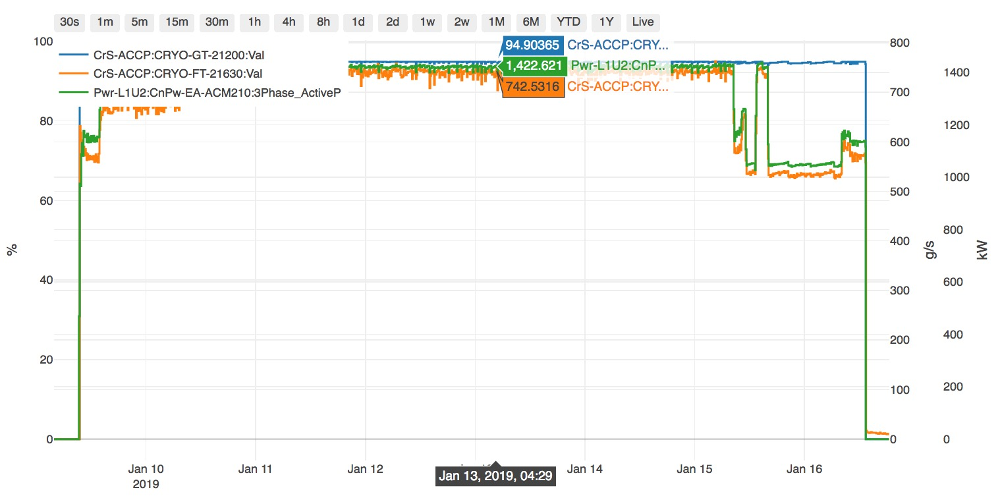 30s 1m 5m 15m 30m 1h 4h 8h 1d 2d 1w 2w 1M 6M YTD 1Y Live
CrS-ACCP:CRYO-GT-21200:Val
CrS-ACCP:CRYO-FT-21630:Val
Pwr-L1U2:CnPw-EA-ACM210:3Phase_ActiveP
94.90365 CrS-ACCP:CRY...
1,422.621 Pwr-L1U2:CnP...
742.5316 CrS-ACCP:CRY...
100
80
60
40
20
0
%
800
700
600
500
400
300
200
100
0
g/s
1400
1200
1000
800
600
400
200
0
kW
Jan 10 Jan 11 Jan 12 Jan 14 Jan 15 Jan 16
2019
Jan 13, 2019, 04:29